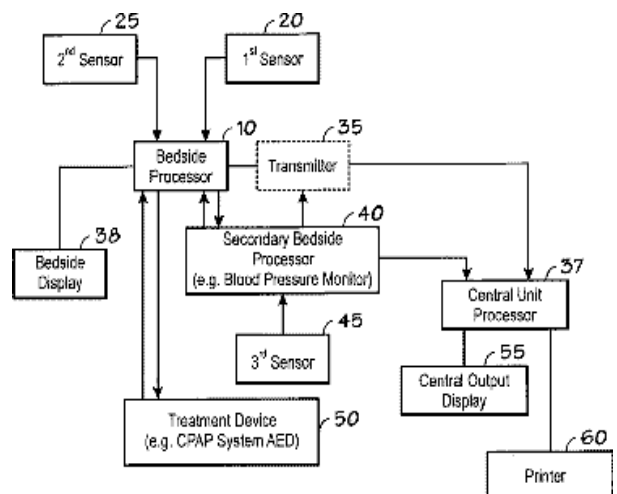 25
20
2nd Sensor
1st Sensor
10
35
Bedside
Processor
Transmitter
40
38
Secondary Bedside
Processor
(e.g. Blood Pressure Monitor)
37
Bedside
Display
Central Unit
Processor
45
3rd Sensor
55
Central Output
Display
50
Treatment Device
(e.g. CPAP System AED)
60
Printer